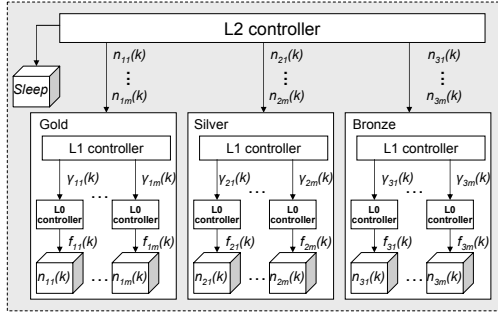 L2 controller
Sleep
n11(k) n21(k) n31(k)
⋮ ⋮ ⋮
n1m(k) n2m(k) n3m(k)
Gold Silver Bronze
L1 controller L1 controller L1 controller
γ11(k) γ1m(k) γ21(k) γ2m(k) γ31(k) γ3m(k)
... ... ...
L0 controller L0 controller L0 controller L0 controller L0 controller L0 controller
f11(k) f1m(k) f21(k) f2m(k) f31(k) f3m(k)
n11(k) ... n1m(k) n21(k) ... n2m(k) n31(k) ... n3m(k)